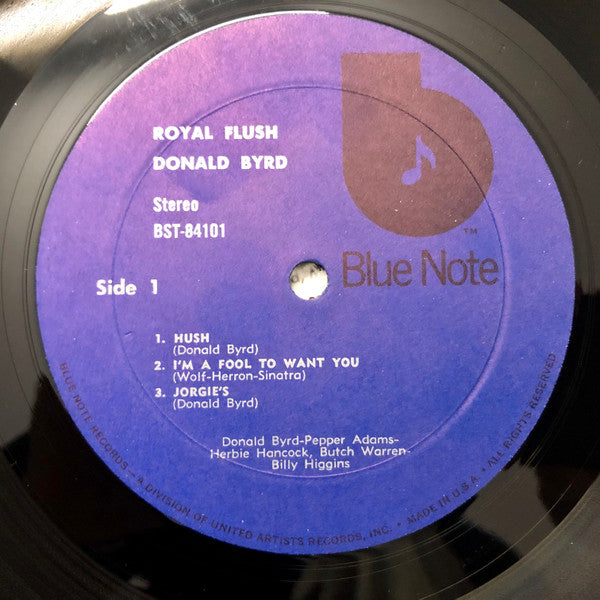 ROYAL FLUSH
DONALD BYRD
Stereo
BST-84101
Side 1
b
TM
Blue Note
1. HUSH
(Donald Byrd)
2. I'M A FOOL TO WANT YOU
(Wolf-Herron-Sinatra)
3. JORGIE'S
(Donald Byrd)
Donald Byrd-Pepper Adams-
Herbie Hancock, Butch Warren-
Billy Higgins
BLUE NOTE RECORDS • A DIVISION OF UNITED ARTISTS RECORDS, INC. • MADE IN U.S.A. • ALL RIGHTS RESERVED